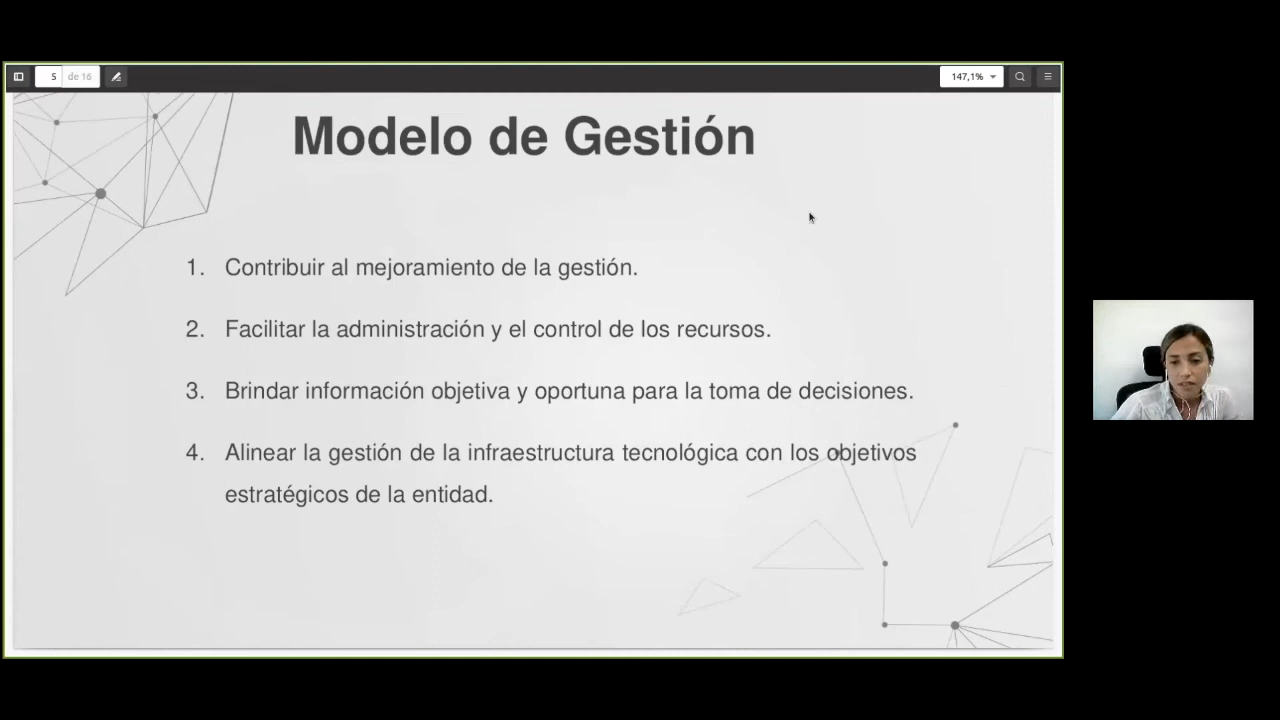 5 de 16
147,1%
Modelo de Gestión
1. Contribuir al mejoramiento de la gestión.
2. Facilitar la administración y el control de los recursos.
3. Brindar información objetiva y oportuna para la toma de decisiones.
4. Alinear la gestión de la infraestructura tecnológica con los objetivos
estratégicos de la entidad.